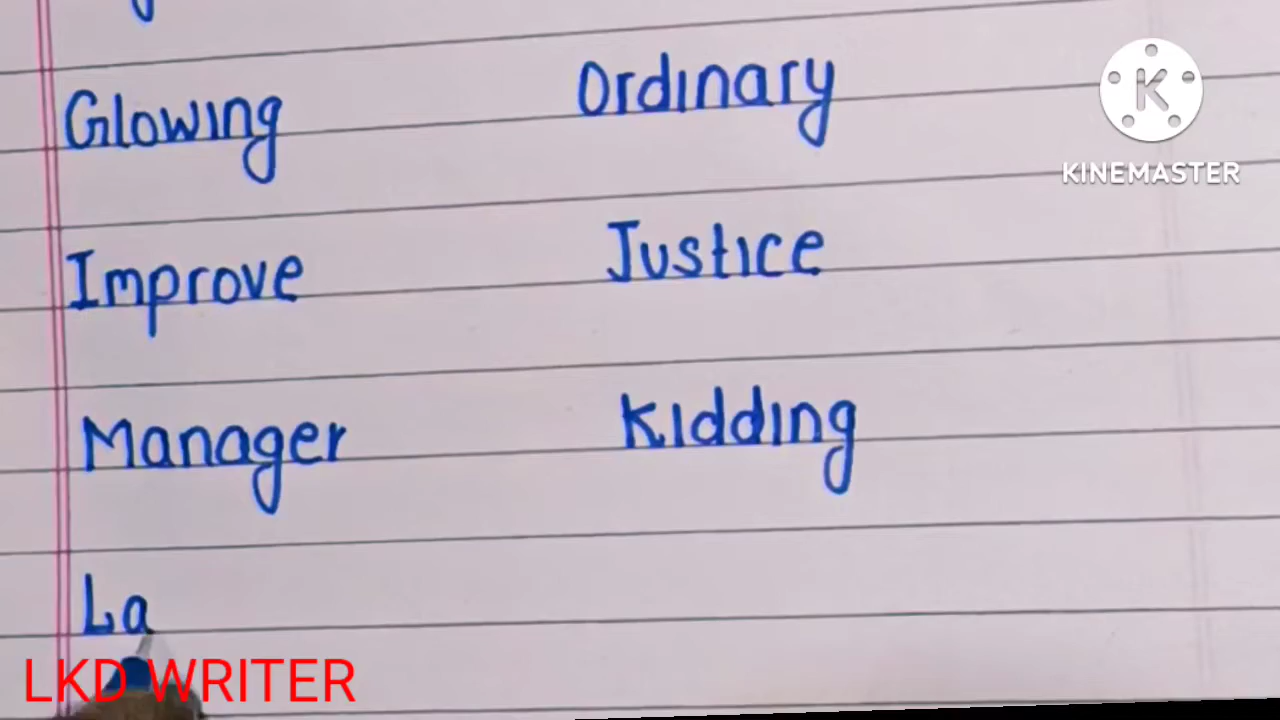 Glowing Ordinary
KINEMASTER
Improve Justice
Manager Kidding
La
LKD WRITER